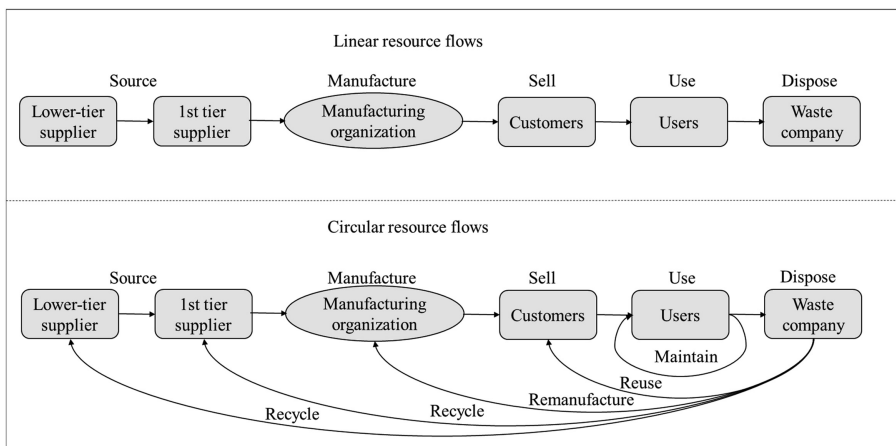 Linear resource flows
Source
Manufacture
Sell
Use
Dispose
Lower-tier
supplier
1st tier
supplier
Manufacturing
organization
Customers
Users
Waste
company
Circular resource flows
Source
Manufacture
Sell
Use
Dispose
Lower-tier
supplier
1st tier
supplier
Manufacturing
organization
Customers
Users
Waste
company
Maintain
Reuse
Remanufacture
Recycle
Recycle